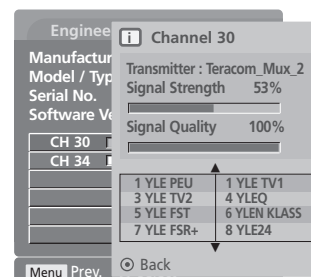 Enginee
Manufactur
Model / Typ
Serial No.
Software Ve
CH 30
CH 34
Menu Prev.
i Channel 30
Transmitter : Teracom_Mux_2
Signal Strength 53%
Signal Quality 100%
1 YLE PEU 1 YLE TV1
3 YLE TV2 4 YLEQ
5 YLE FST 6 YLEN KLASS
7 YLE FSR+ 8 YLE24
Back